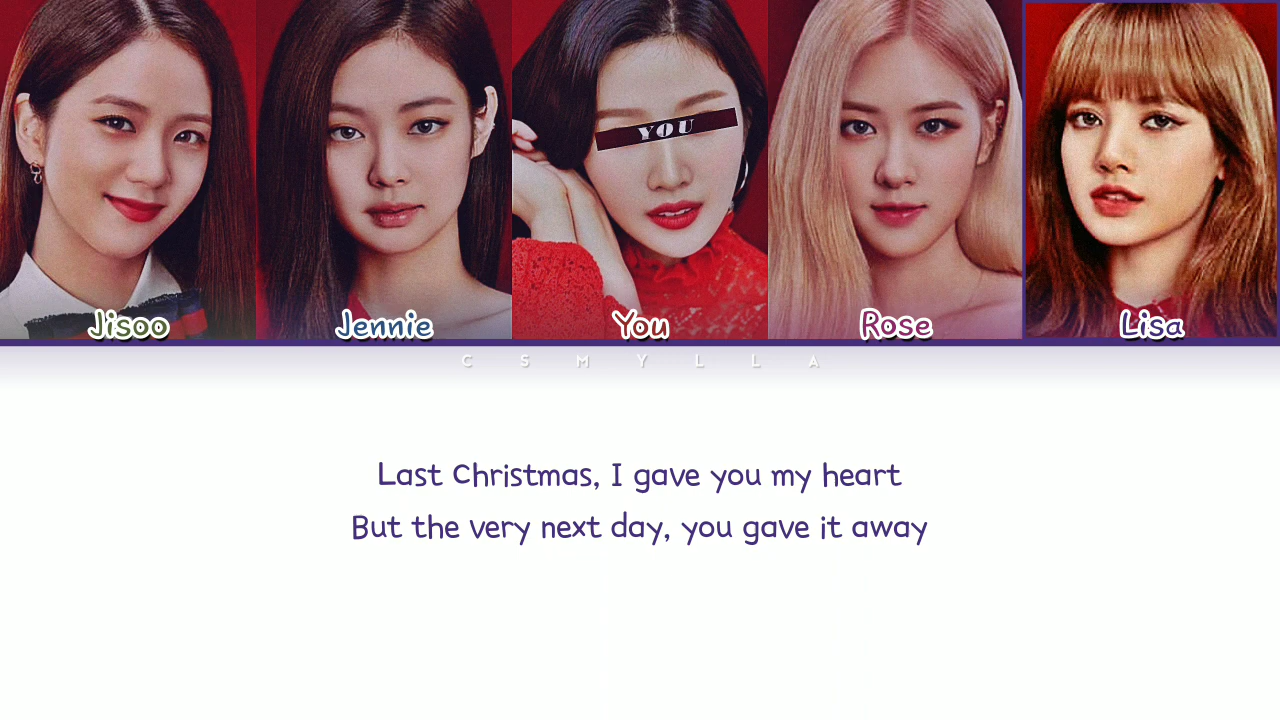 YOU
Jisoo
Jennie
You
Rose
Lisa
CSMYLLA
Last Christmas, I gave you my heart
But the very next day, you gave it away